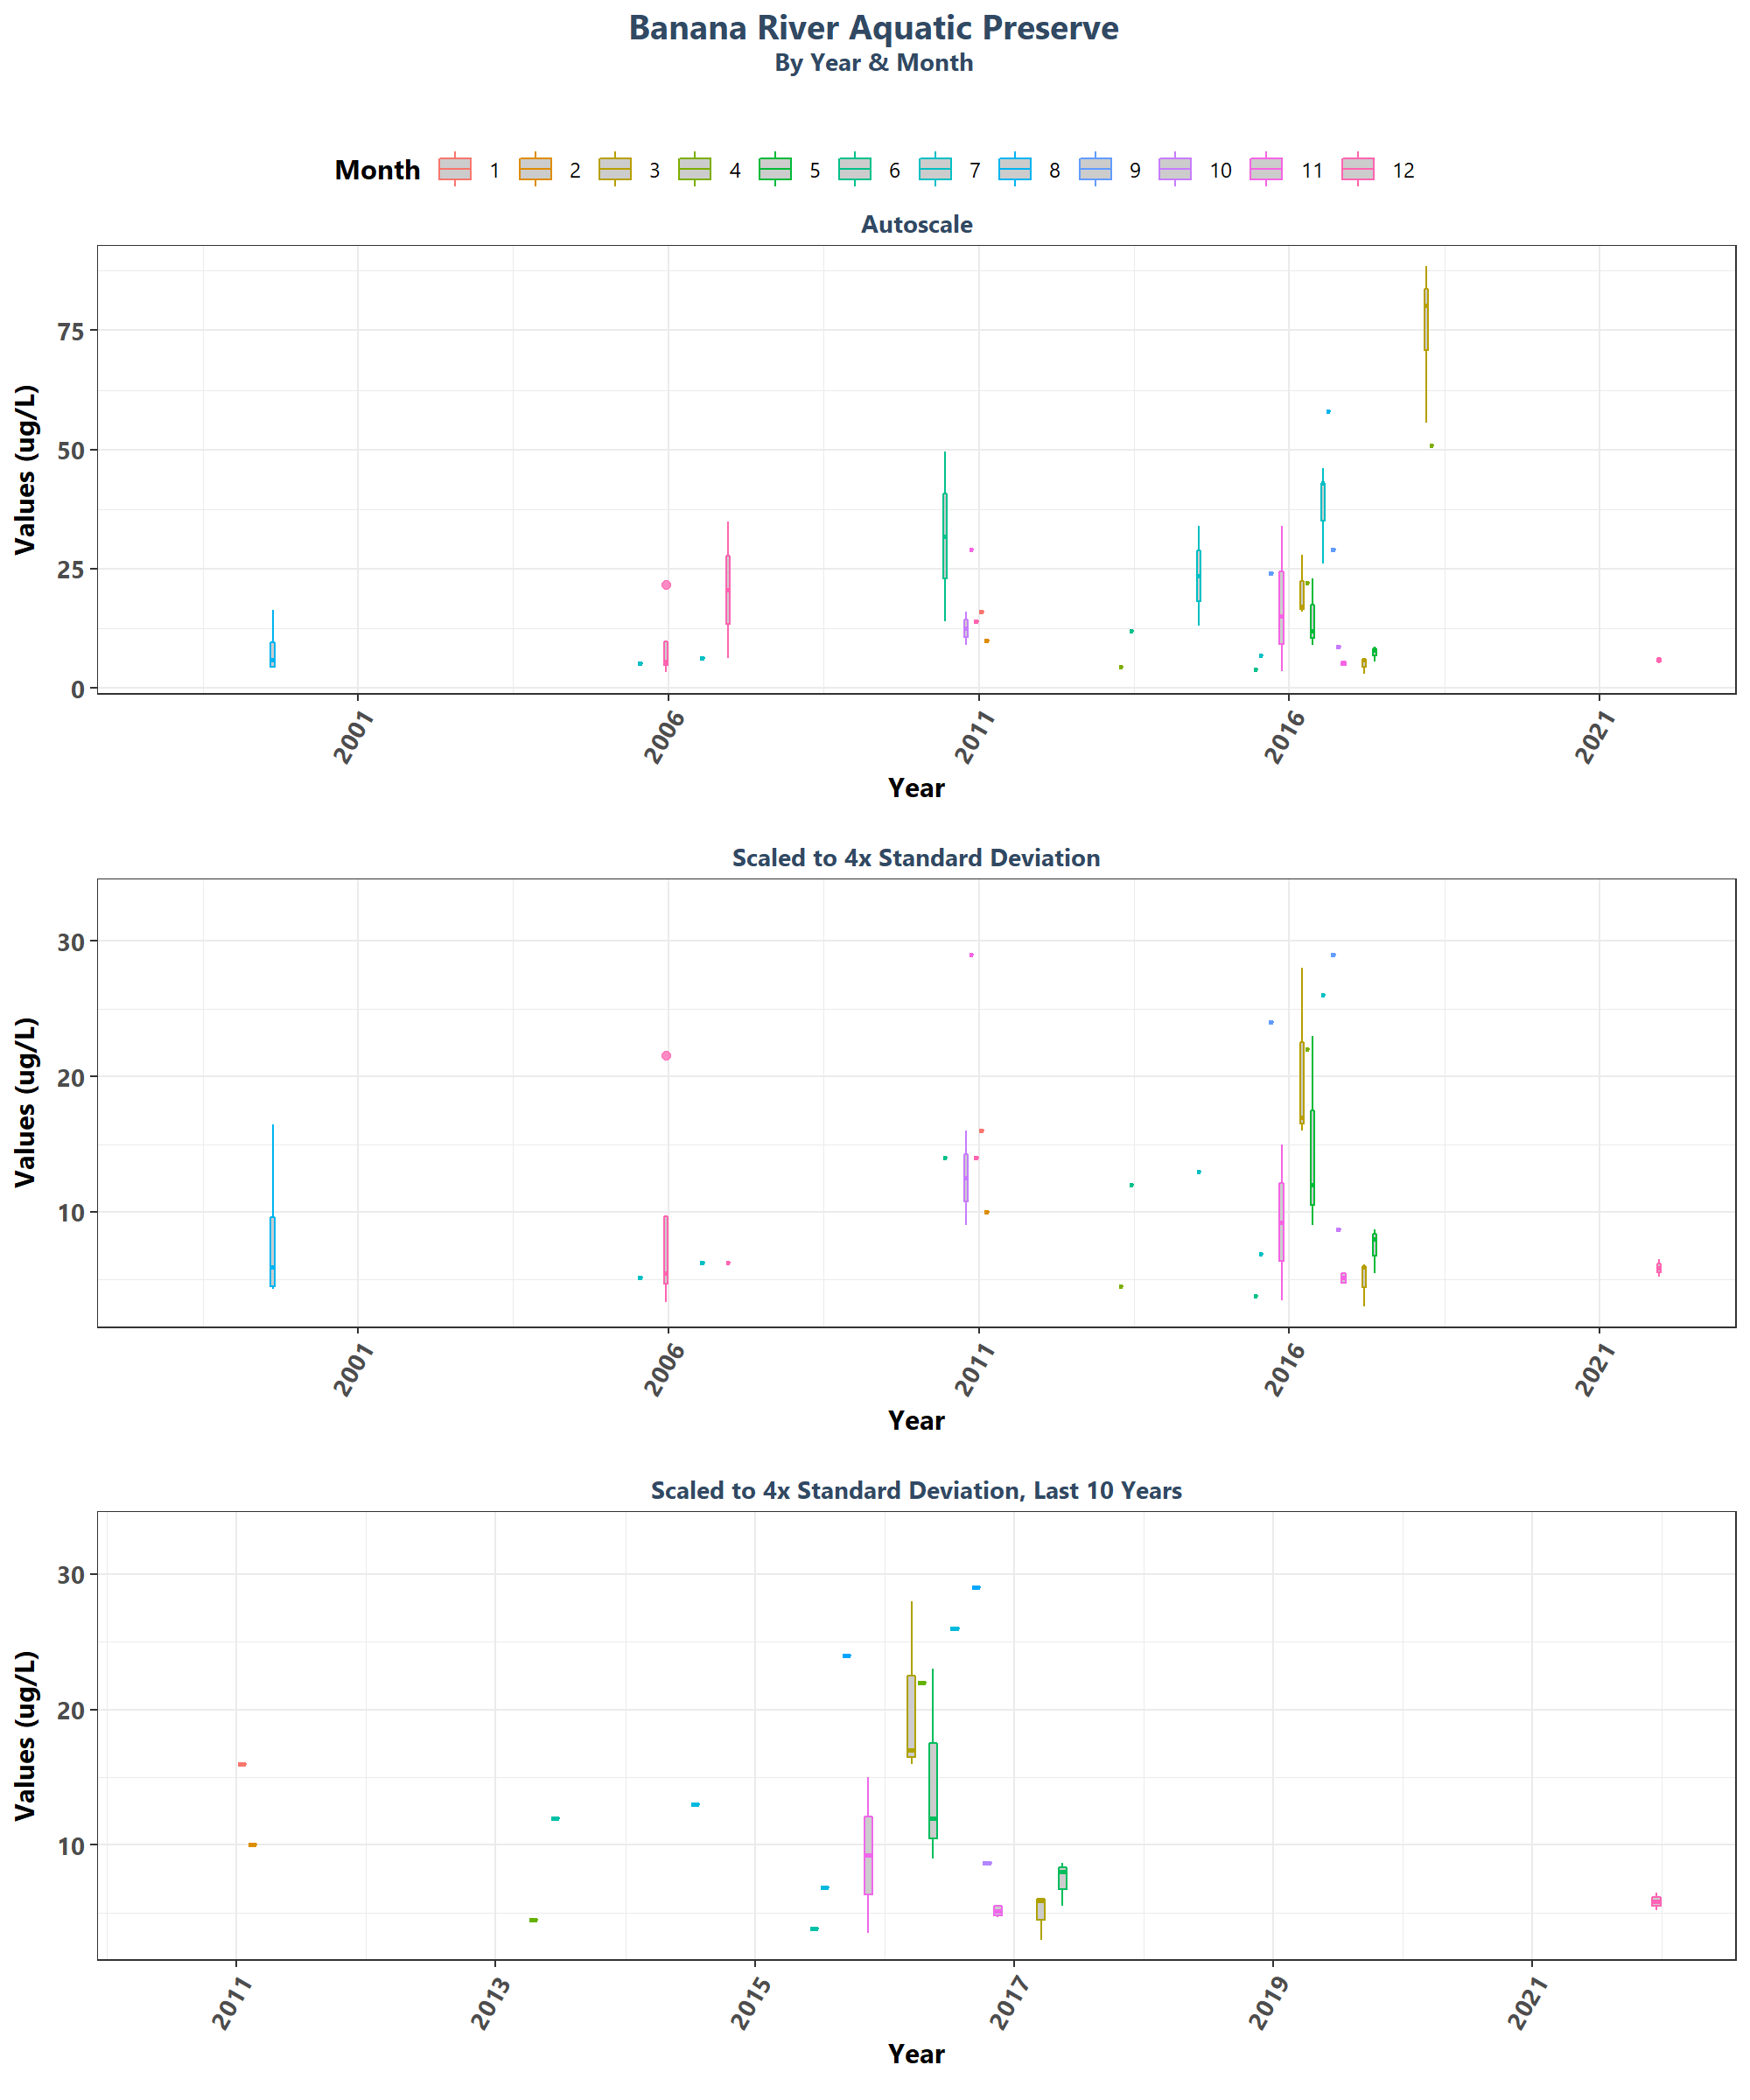 Banana River Aquatic Preserve
By Year & Month
Month 1 2 3 4 5 6 7 8 9 10 11 12
Autoscale
Values (ug/L)
75
50
25
0
2001 2006 2011 2016 2021
Year
Scaled to 4x Standard Deviation
Values (ug/L)
30
20
10
2001 2006 2011 2016 2021
Year
Scaled to 4x Standard Deviation, Last 10 Years
Values (ug/L)
30
20
10
2011 2013 2015 2017 2019 2021
Year